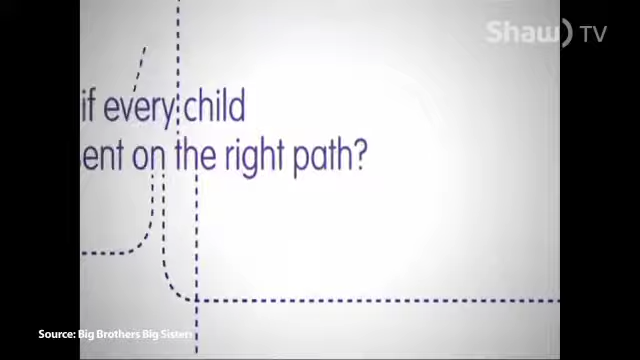 Shaw) TV
if every child
ent on the right path?
Source: Big Brothers Big Sisters